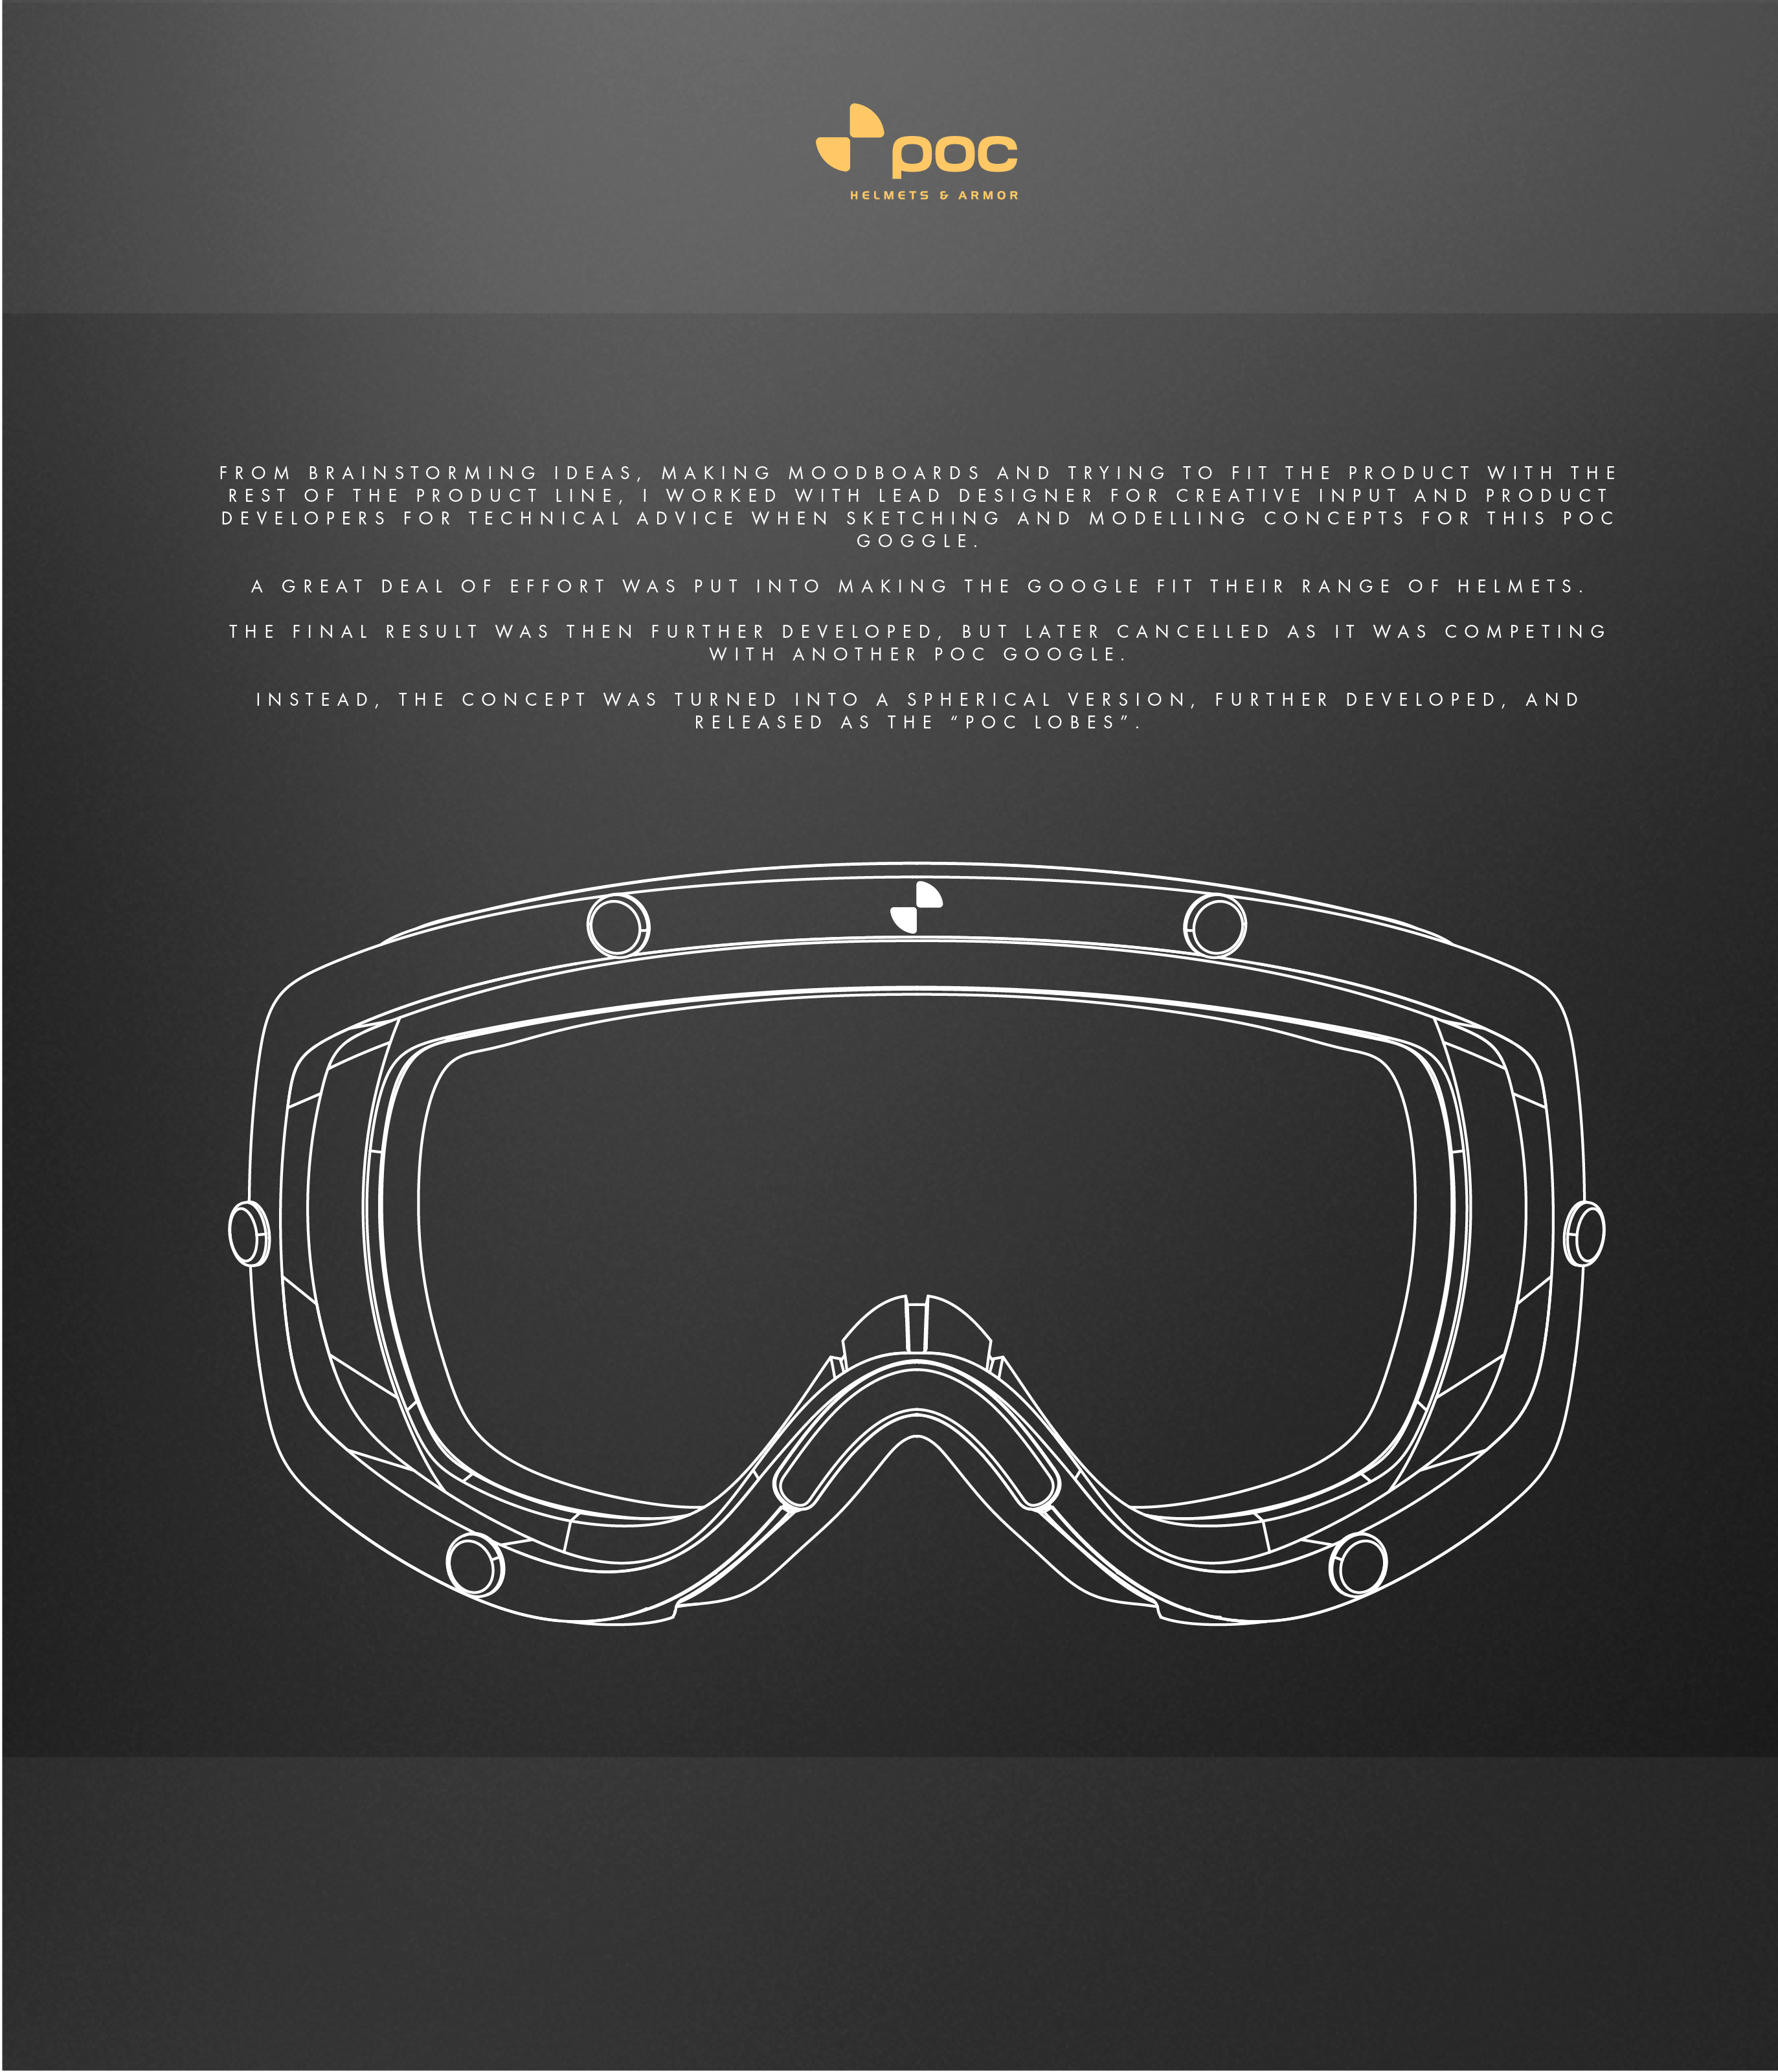 poc
HELMETS & ARMOR
FROM BRAINSTORMING IDEAS, MAKING MOODBOARDS AND TRYING TO FIT THE PRODUCT WITH THE
REST OF THE PRODUCT LINE, I WORKED WITH LEAD DESIGNER FOR CREATIVE INPUT AND PRODUCT
DEVELOPERS FOR TECHNICAL ADVICE WHEN SKETCHING AND MODELLING CONCEPTS FOR THIS POC
GOGGLE.
A GREAT DEAL OF EFFORT WAS PUT INTO MAKING THE GOOGLE FIT THEIR RANGE OF HELMETS.
THE FINAL RESULT WAS THEN FURTHER DEVELOPED, BUT LATER CANCELLED AS IT WAS COMPETING
WITH ANOTHER POC GOOGLE.
INSTEAD, THE CONCEPT WAS TURNED INTO A SPHERICAL VERSION, FURTHER DEVELOPED, AND
RELEASED AS THE “POC LOBES”.